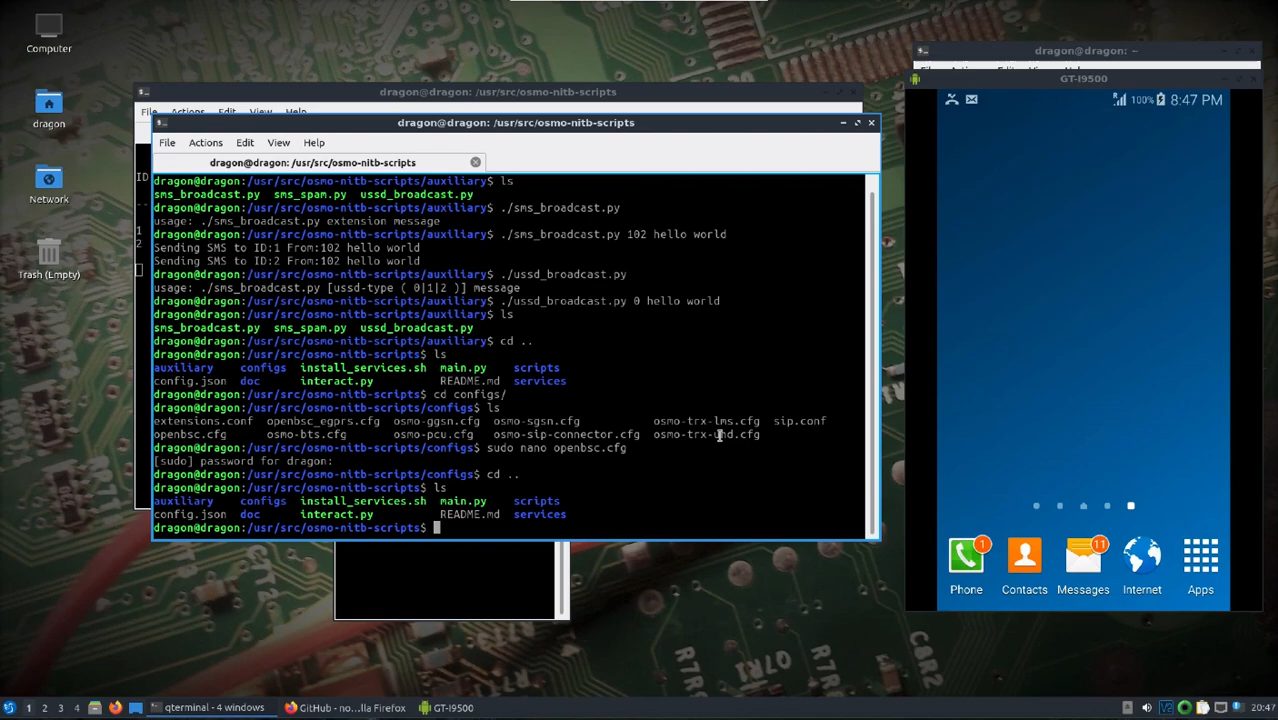 Computer
dragon
Network
Trash (Empty)
dragon@dragon: ~
dragon@dragon: /usr/src/osmo-nitb-scripts
File Actions Edit View Help
ID
1
2
dragon@dragon: /usr/src/osmo-nitb-scripts
File Actions Edit View Help
dragon@dragon: /usr/src/osmo-nitb-scripts
dragon@dragon:/usr/src/osmo-nitb-scripts/auxiliary$ ls
sms_broadcast.py sms_spam.py ussd_broadcast.py
dragon@dragon:/usr/src/osmo-nitb-scripts/auxiliary$ ./sms_broadcast.py
usage: ./sms_broadcast.py extension message
dragon@dragon:/usr/src/osmo-nitb-scripts/auxiliary$ ./sms_broadcast.py 102 hello world
Sending SMS to ID:1 From:102 hello world
Sending SMS to ID:2 From:102 hello world
dragon@dragon:/usr/src/osmo-nitb-scripts/auxiliary$ ./ussd_broadcast.py
usage: ./sms_broadcast.py [ussd-type ( 0|1|2 )] message
dragon@dragon:/usr/src/osmo-nitb-scripts/auxiliary$ ./ussd_broadcast.py 0 hello world
dragon@dragon:/usr/src/osmo-nitb-scripts/auxiliary$ ls
sms_broadcast.py sms_spam.py ussd_broadcast.py
dragon@dragon:/usr/src/osmo-nitb-scripts/auxiliary$ cd ..
dragon@dragon:/usr/src/osmo-nitb-scripts$ ls
auxiliary configs install_services.sh main.py scripts
config.json doc interact.py README.md services
dragon@dragon:/usr/src/osmo-nitb-scripts$ cd configs/
dragon@dragon:/usr/src/osmo-nitb-scripts/configs$ ls
extensions.conf openbsc_egprs.cfg osmo-ggsn.cfg osmo-sgsn.cfg osmo-trx-lms.cfg sip.conf
openbsc.cfg osmo-bts.cfg osmo-pcu.cfg osmo-sip-connector.cfg osmo-trx-uhd.cfg
dragon@dragon:/usr/src/osmo-nitb-scripts/configs$ sudo nano openbsc.cfg
[sudo] password for dragon:
dragon@dragon:/usr/src/osmo-nitb-scripts/configs$ cd ..
dragon@dragon:/usr/src/osmo-nitb-scripts$ ls
auxiliary configs install_services.sh main.py scripts
config.json doc interact.py README.md services
dragon@dragon:/usr/src/osmo-nitb-scripts$
GT-I9500
100% 8:47 PM
1
11
Phone Contacts Messages Internet Apps
R7R
C8R2
1 2 3 4 qterminal - 4 windows GitHub - no...lla Firefox GT-I9500 V2 20:47